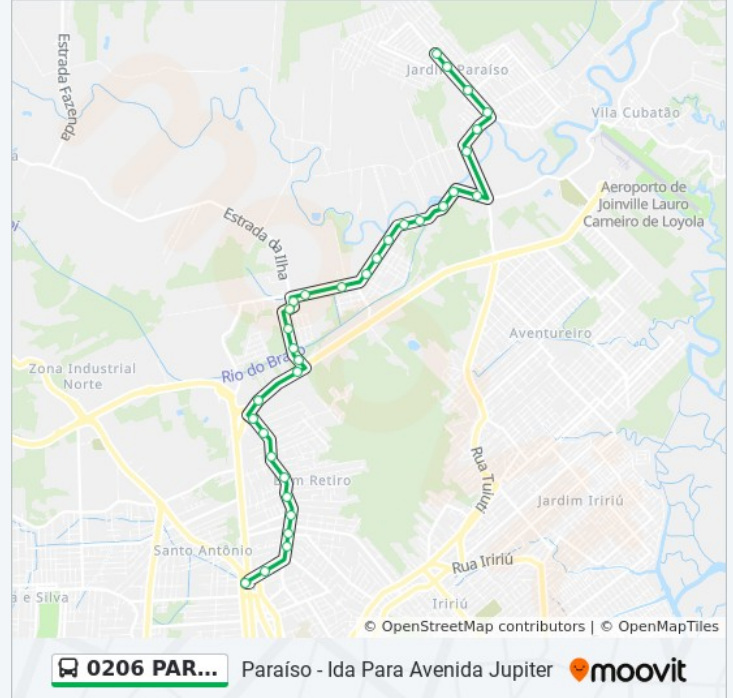 Estrada Fazenda
Jardim Paraíso
Vila Cubatão
Aeroporto de
Joinville Lauro
Carneiro de Loyola
Estrada da Ilha
Aventureiro
Rio do Braço
Zona Industrial
Norte
Rua Tuiuti
Bom Retiro
Jardim Iririú
Santo Antônio
Rua Iririú
a e Silva
Iririú
© OpenStreetMap contributors | © OpenMapTiles
0206 PAR... Paraíso - Ida Para Avenida Jupiter moovit